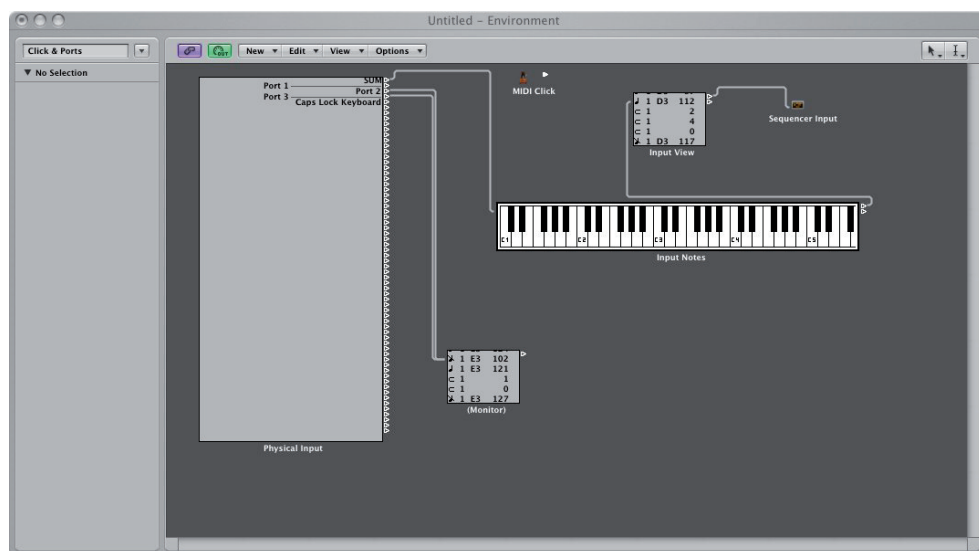 Untitled – Environment
Click & Ports
New Edit View Options
No Selection
SUM
Port 1
Port 2
Port 3
Caps Lock Keyboard
Physical Input
MIDI Click
1 D3 112
1 2
1 4
1 0
1 D3 117
Input View
Sequencer Input
C1 C2 C3 C4 C5
Input Notes
1 E3 102
1 E3 121
1 1
1 0
1 E3 127
(Monitor)